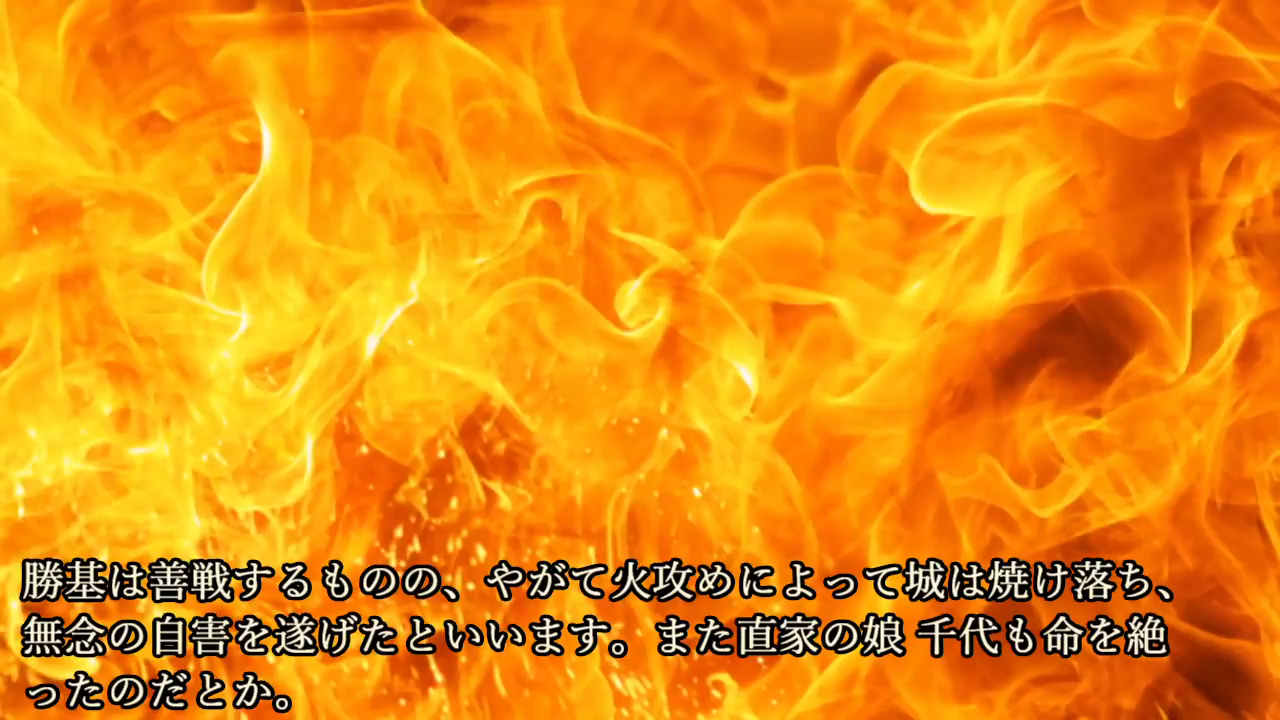 勝基は善戦するものの、やがて火攻めによって城は焼け落ち、
無念の自害を遂げたといいます。また直家の娘 千代も命を絶
ったのだとか。